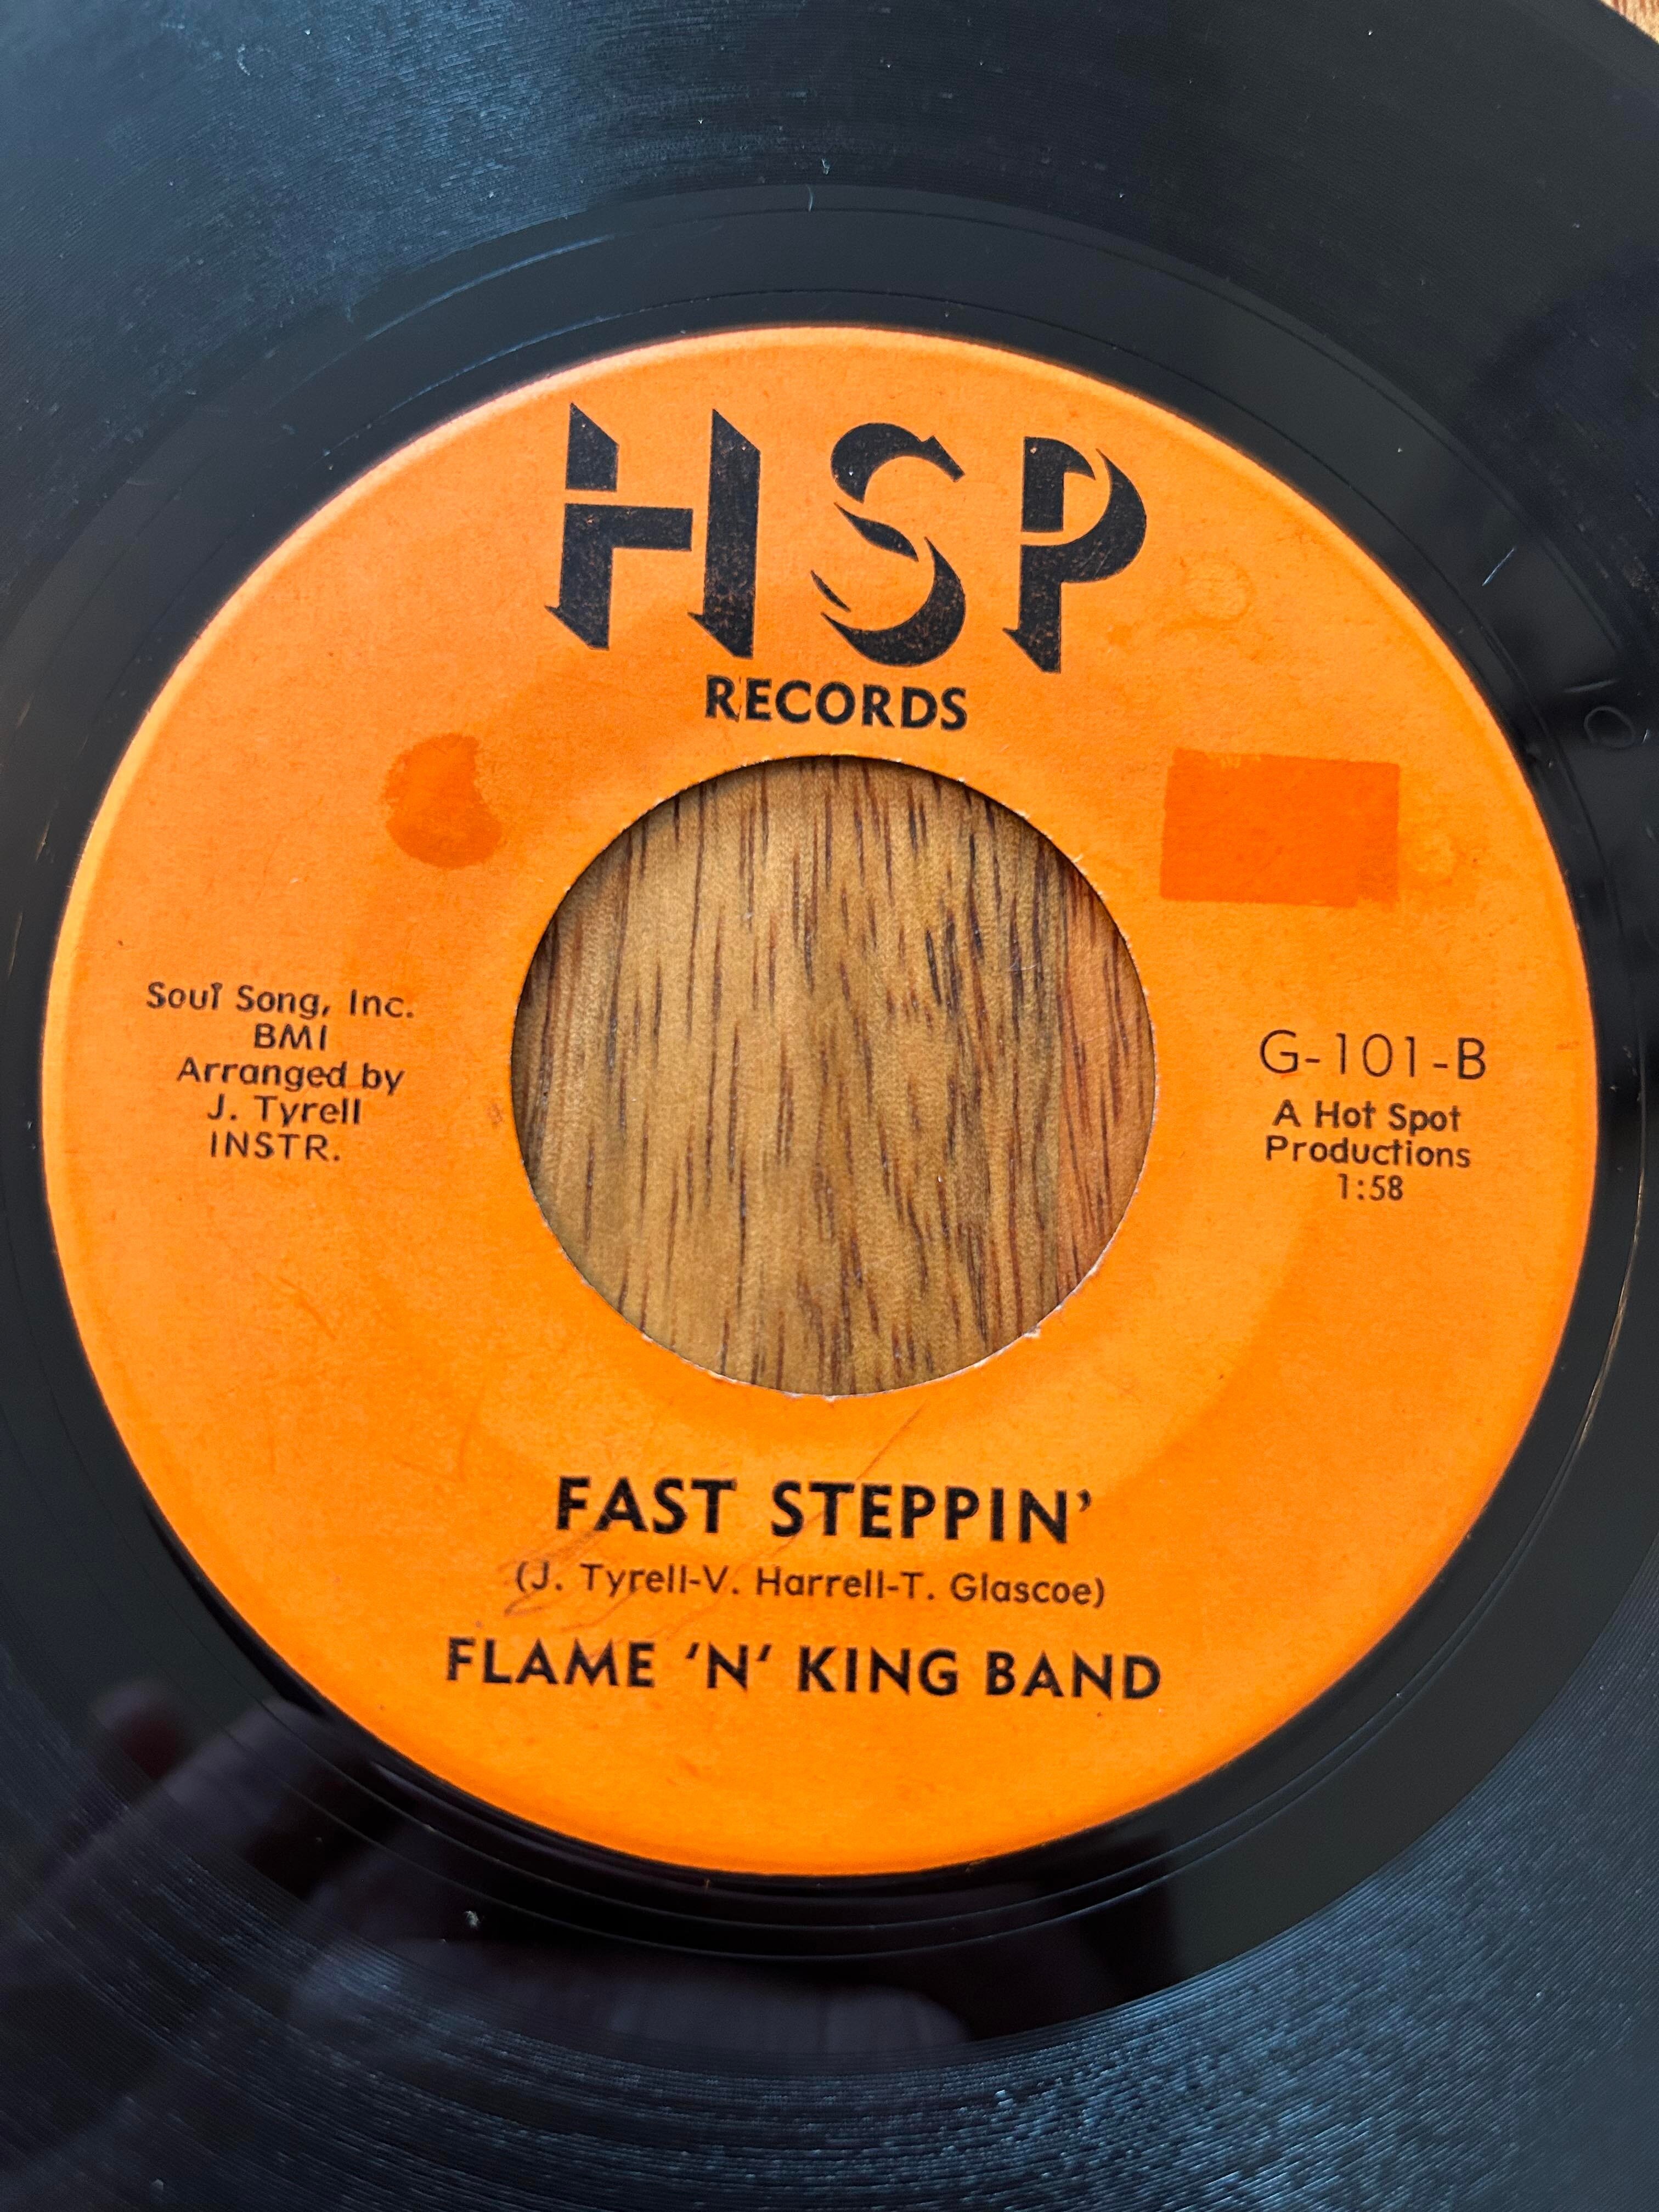 HSP
RECORDS
Soul Song, Inc.
BMI
Arranged by
J. Tyrell
INSTR.
G-101-B
A Hot Spot
Productions
1:58
FAST STEPPIN'
(J. Tyrell-V. Harrell-T. Glascoe)
FLAME 'N' KING BAND